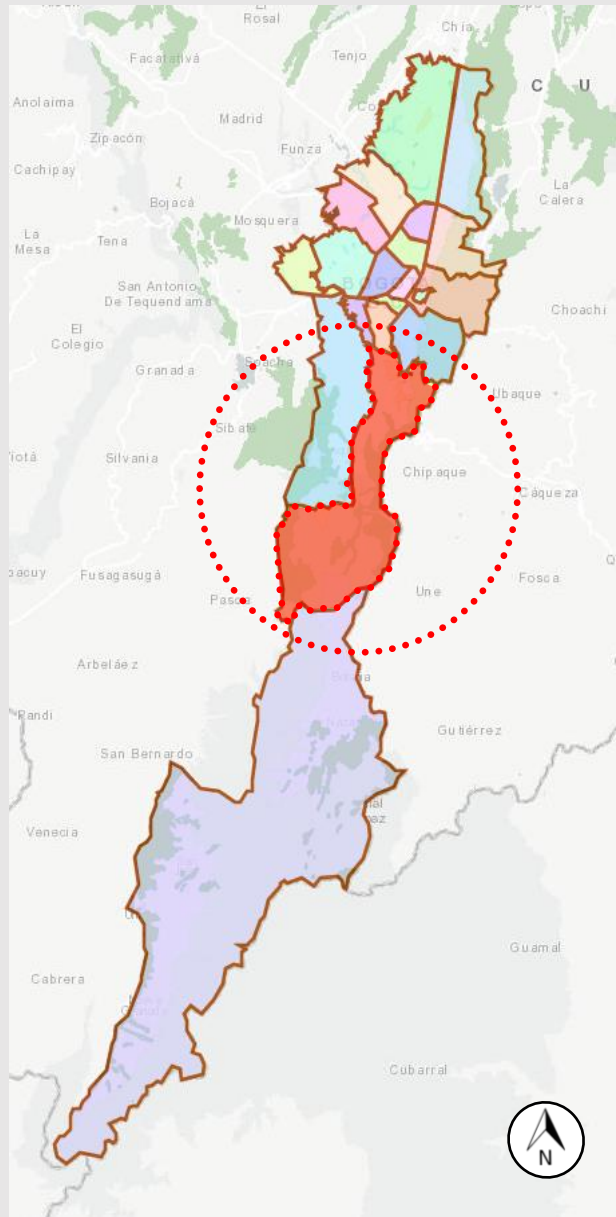 Rosal
Chía
Tenjo
Facatativá
C U
Anolaima
Madrid
Zipacón
Funza
Cachipay
La
Calera
Bojacá
Mosquera
La
Mesa
Tena
BOGOTÁ
San Antonio
De Tequendama
Choachí
El
Colegio
Soacha
Granada
Ubaque
Sibaté
Silvania
Chipaque
Cáqueza
Fusagasugá
Pasca
Une
Fosca
Arbeláez
Pandi
Gutiérrez
San Bernardo
Venecia
Guamal
Cabrera
Cubarral
N